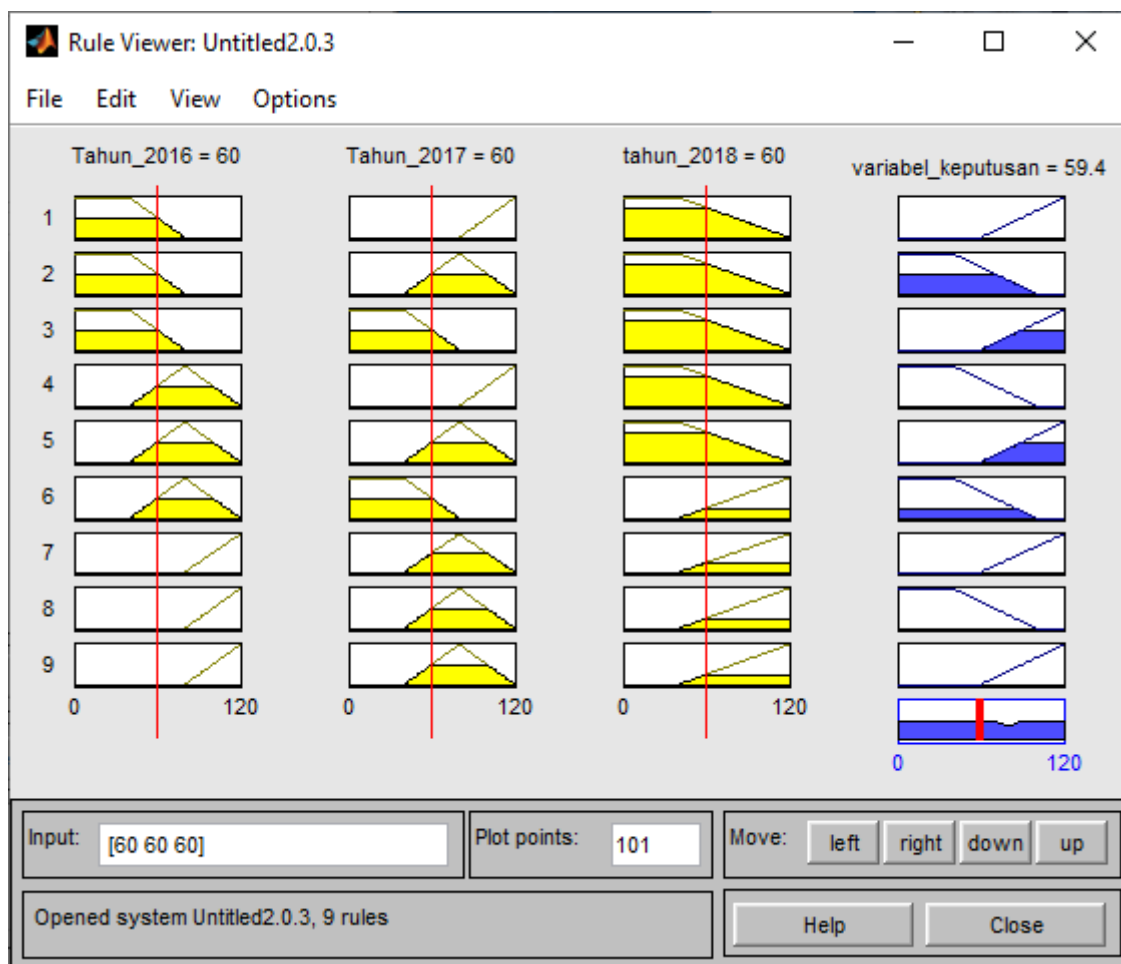 Rule Viewer: Untitled2.0.3
File Edit View Options
Tahun_2016 = 60 Tahun_2017 = 60 tahun_2018 = 60 variabel_keputusan = 59.4
1
2
3
4
5
6
7
8
9
0 120 0 120 0 120
0 120
Input: [60 60 60] Plot points: 101 Move: left right down up
Opened system Untitled2.0.3, 9 rules Help Close